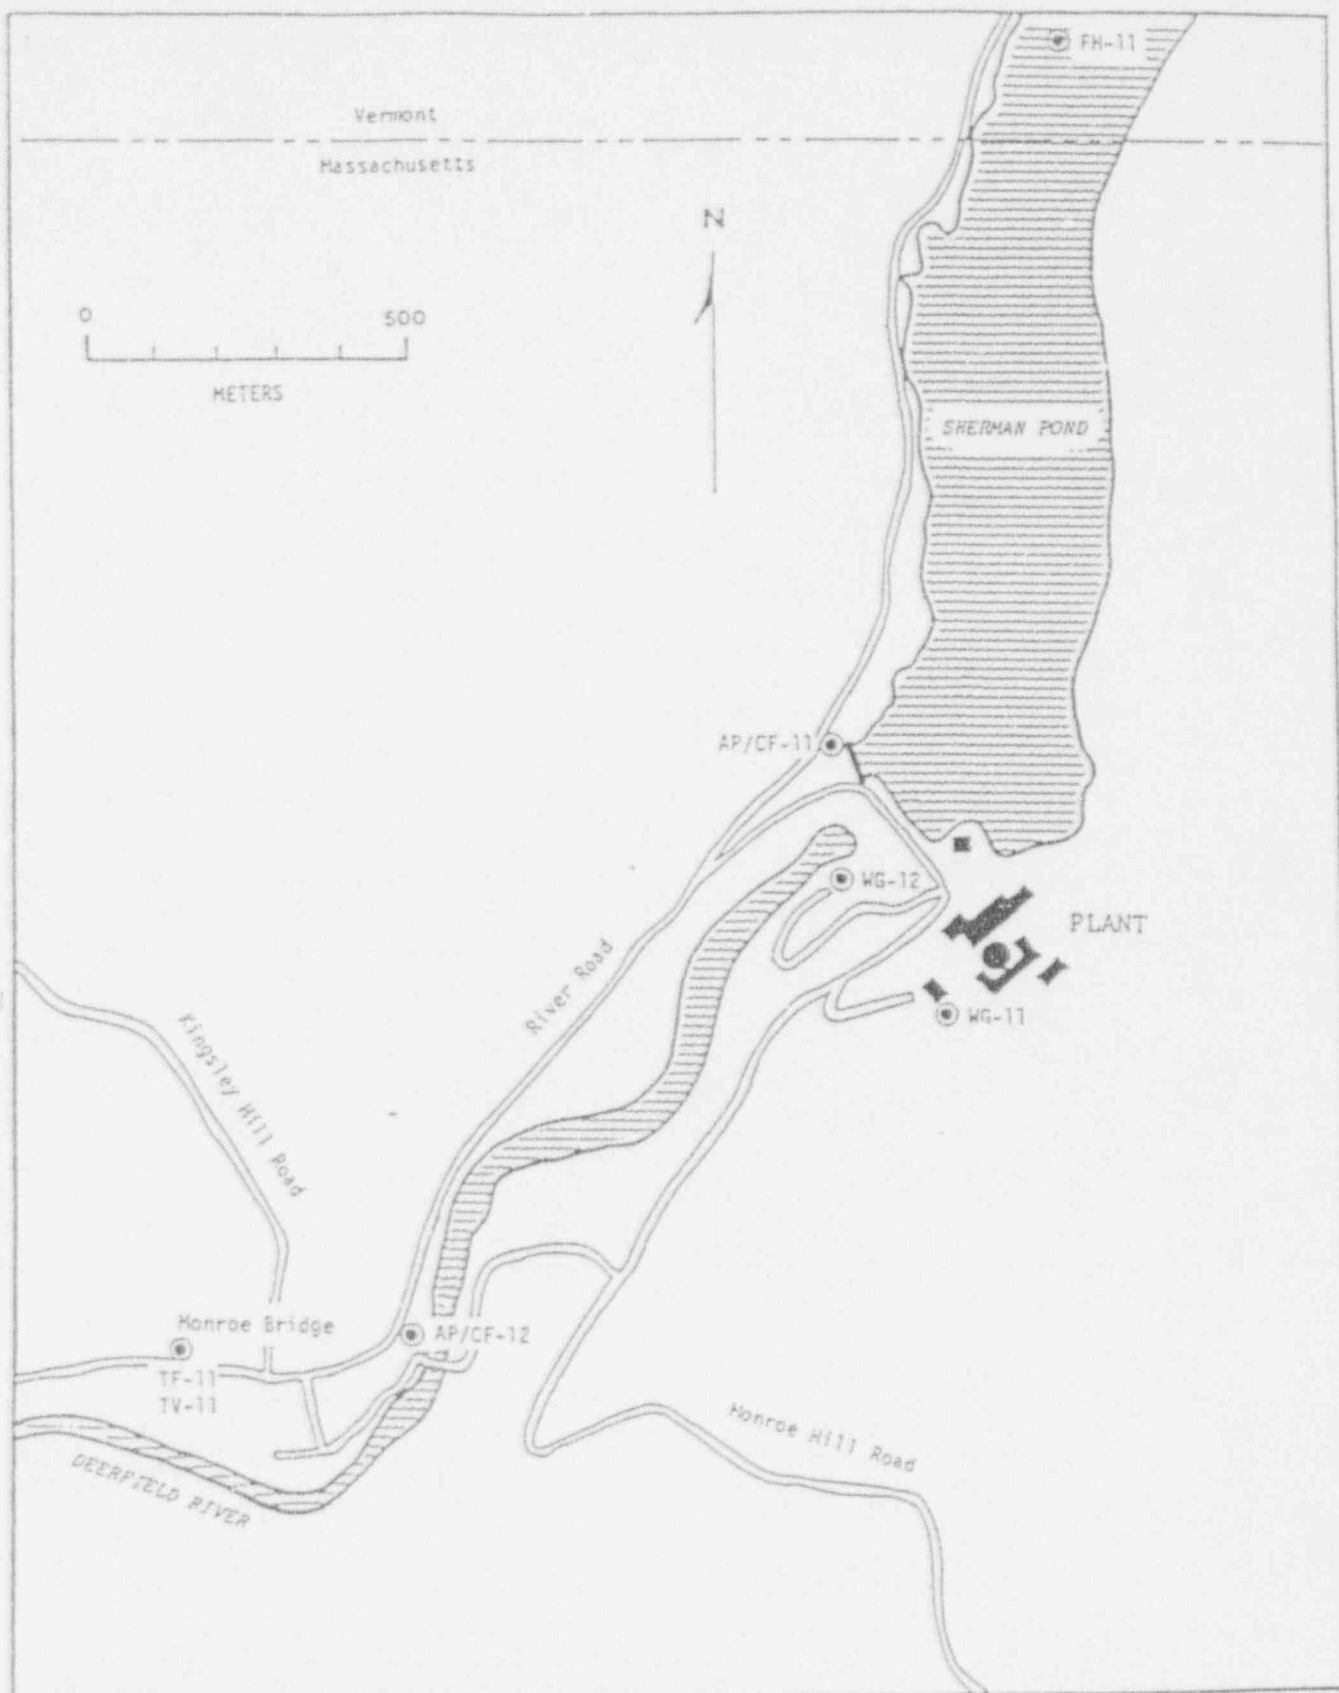 FH-11
Vermont
Massachusetts
N
0 500
METERS
SHERMAN POND
AP/CF-11
WG-12
PLANT
River Road
WG-11
Kingsley Hill Road
Monroe Bridge
AP/CF-12
TF-11
TV-11
Monroe Hill Road
DEERFIELD RIVER